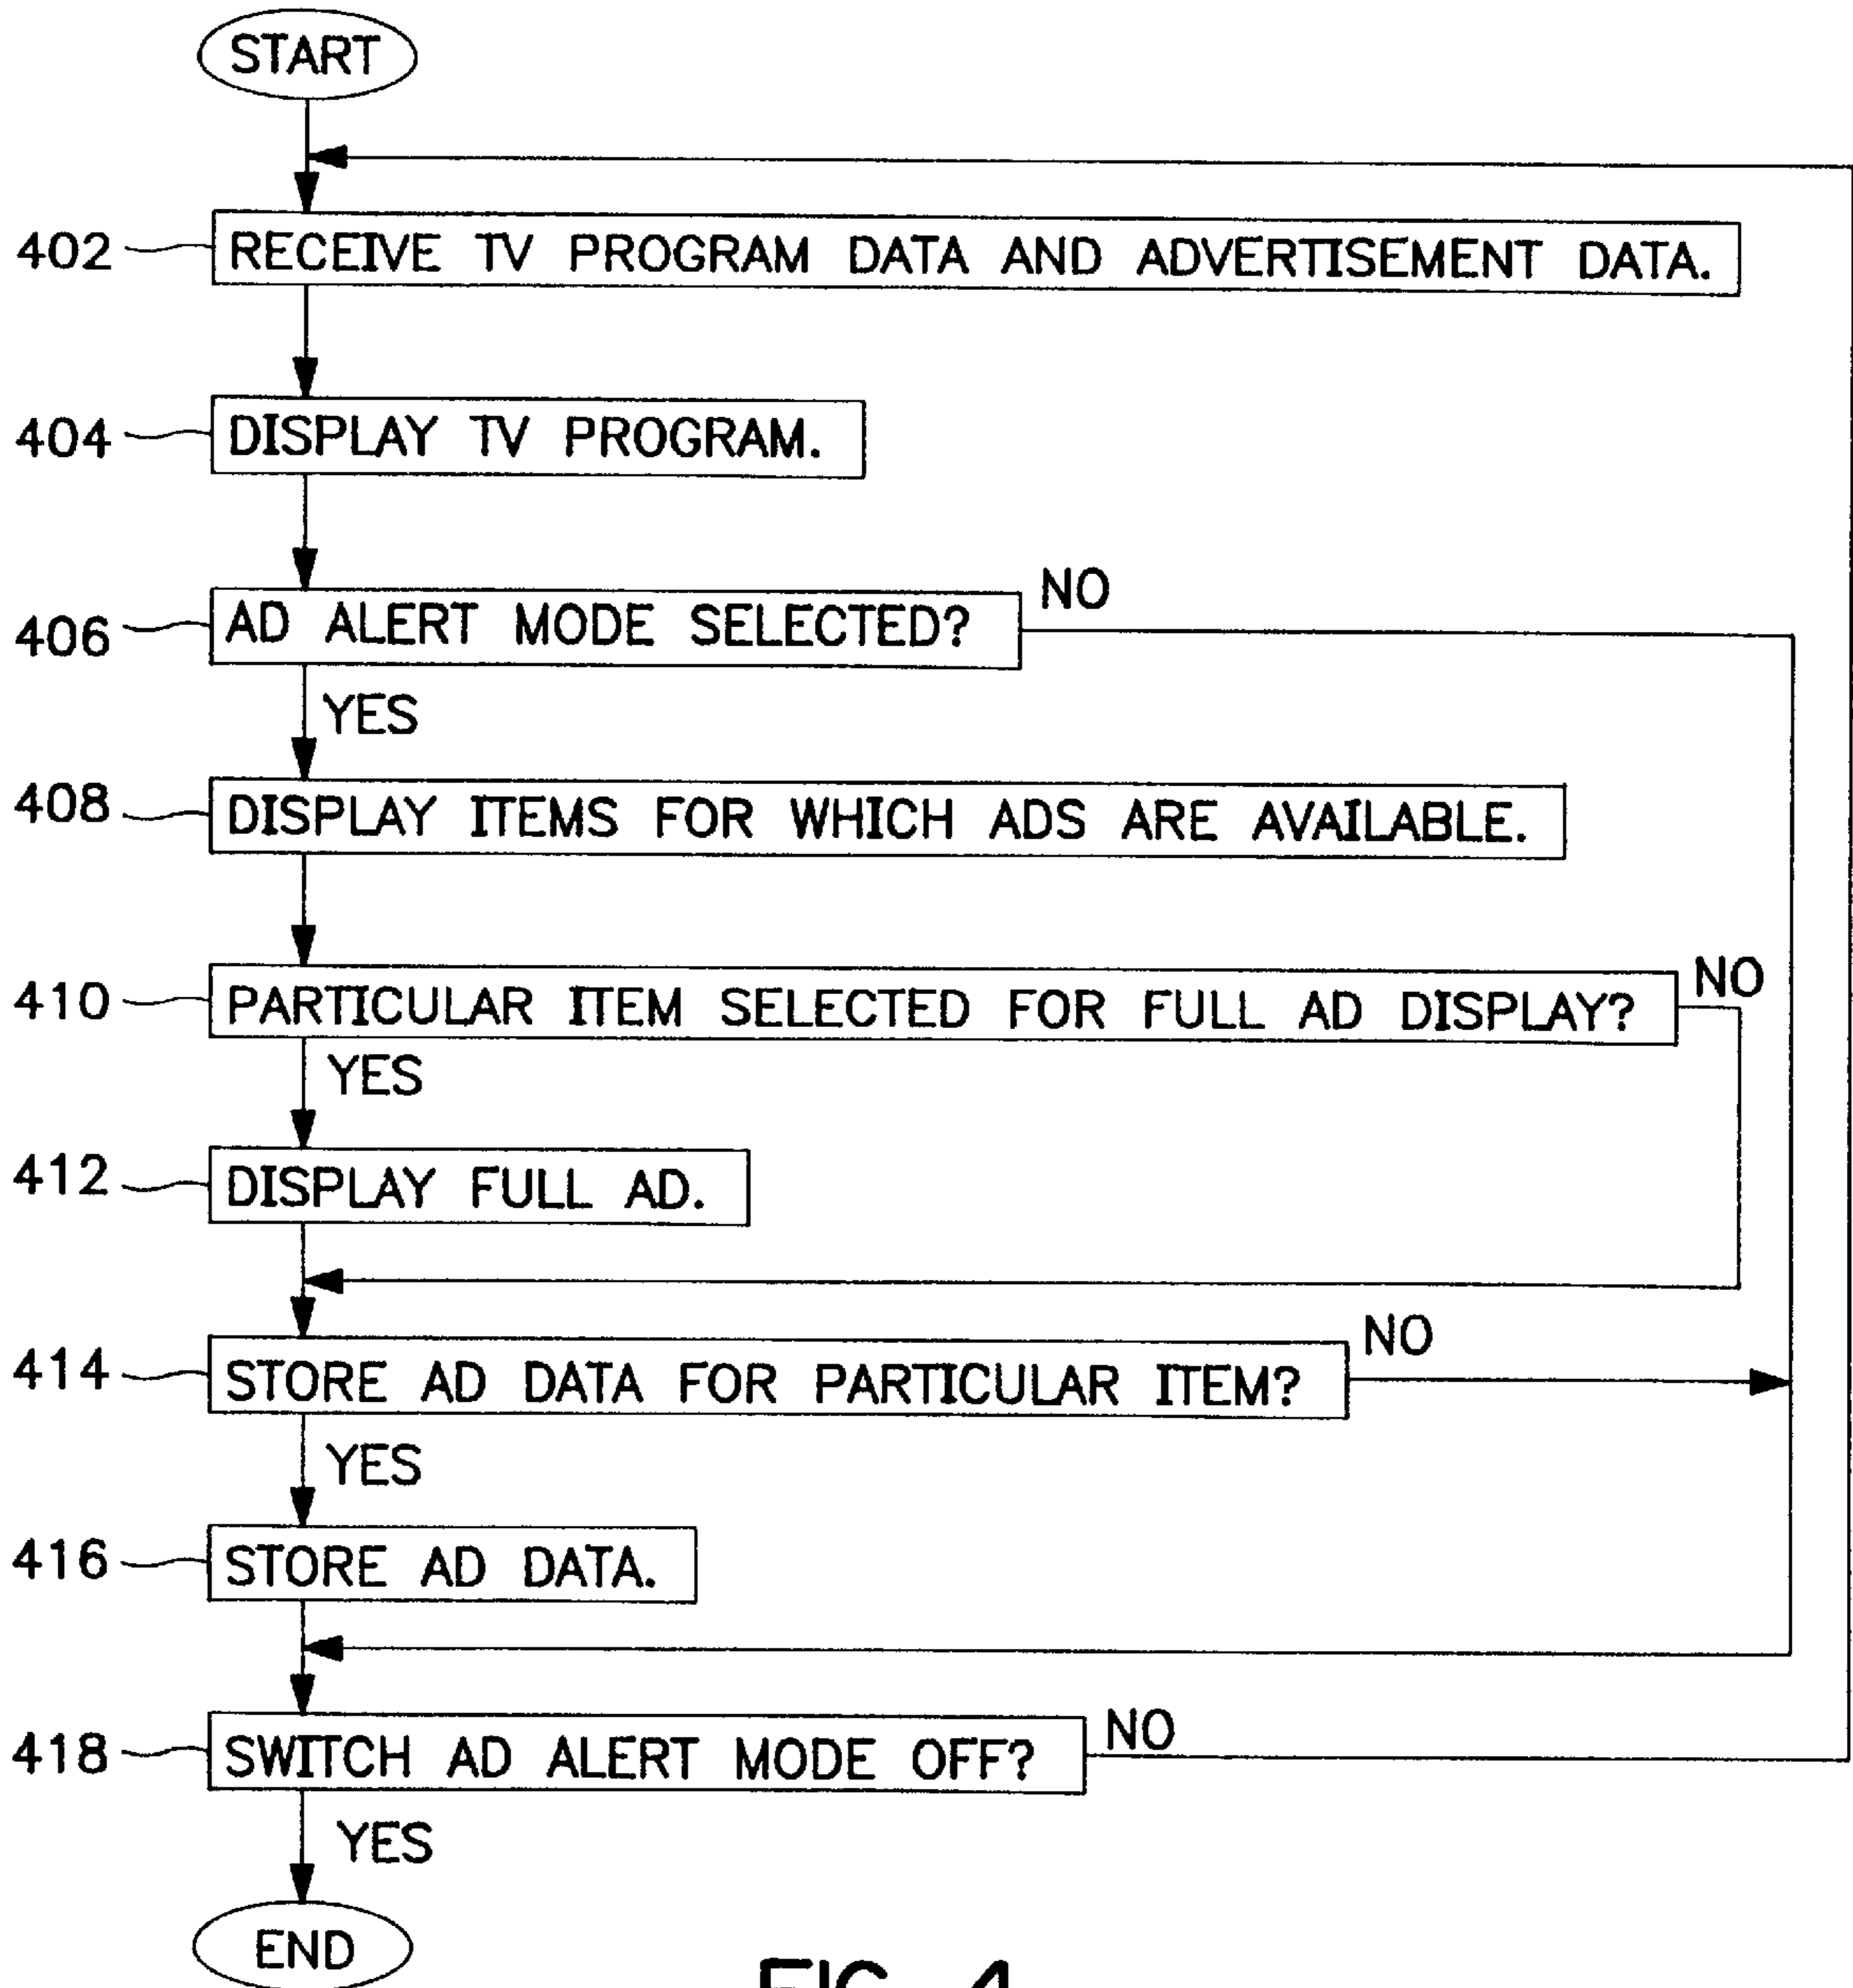 START
402 RECEIVE TV PROGRAM DATA AND ADVERTISEMENT DATA.
404 DISPLAY TV PROGRAM.
406 AD ALERT MODE SELECTED? NO
YES
408 DISPLAY ITEMS FOR WHICH ADS ARE AVAILABLE.
410 PARTICULAR ITEM SELECTED FOR FULL AD DISPLAY? NO
YES
412 DISPLAY FULL AD.
414 STORE AD DATA FOR PARTICULAR ITEM? NO
YES
416 STORE AD DATA.
418 SWITCH AD ALERT MODE OFF? NO
YES
END
FIG. 4